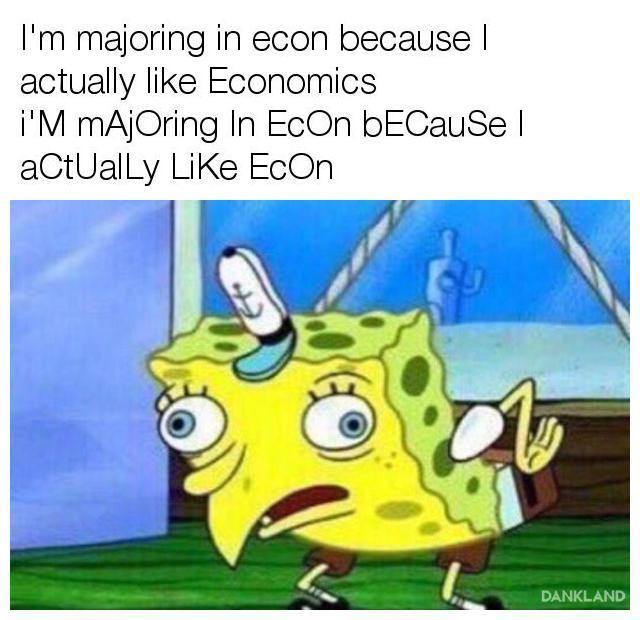 I'm majoring in econ because I
actually like Economics
i'M mAjOring In EcOn bECauSe I
aCtUalLy LiKe EcOn
DANKLAND